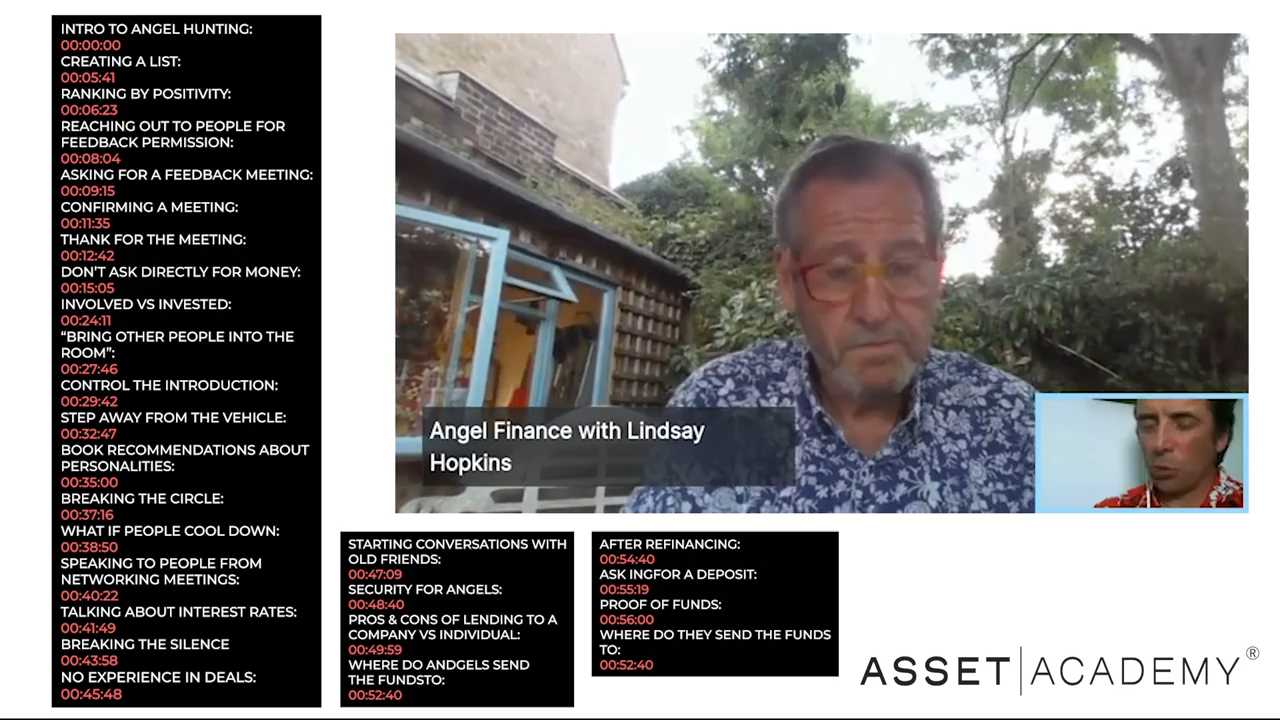 INTRO TO ANGEL HUNTING:
00:00:00
CREATING A LIST:
00:05:41
RANKING BY POSITIVITY:
00:06:23
REACHING OUT TO PEOPLE FOR
FEEDBACK PERMISSION:
00:08:04
ASKING FOR A FEEDBACK MEETING:
00:09:15
CONFIRMING A MEETING:
00:11:35
THANK FOR THE MEETING:
00:12:42
DON'T ASK DIRECTLY FOR MONEY:
00:15:05
INVOLVED VS INVESTED:
00:24:11
“BRING OTHER PEOPLE INTO THE
ROOM”:
00:27:46
CONTROL THE INTRODUCTION:
00:29:42
STEP AWAY FROM THE VEHICLE:
00:32:47
BOOK RECOMMENDATIONS ABOUT
PERSONALITIES:
00:35:00
BREAKING THE CIRCLE:
00:37:16
WHAT IF PEOPLE COOL DOWN:
00:38:50
SPEAKING TO PEOPLE FROM
NETWORKING MEETINGS:
00:40:22
TALKING ABOUT INTEREST RATES:
00:41:49
BREAKING THE SILENCE
00:43:58
NO EXPERIENCE IN DEALS:
00:45:48
Angel Finance with Lindsay
Hopkins
STARTING CONVERSATIONS WITH
OLD FRIENDS:
00:47:09
SECURITY FOR ANGELS:
00:48:40
PROS & CONS OF LENDING TO A
COMPANY VS INDIVIDUAL:
00:49:59
WHERE DO ANDGELS SEND
THE FUNDSTO:
00:52:40
AFTER REFINANCING:
00:54:40
ASK INGFOR A DEPOSIT:
00:55:19
PROOF OF FUNDS:
00:56:00
WHERE DO THEY SEND THE FUNDS
TO:
00:52:40
ASSET|ACADEMY®